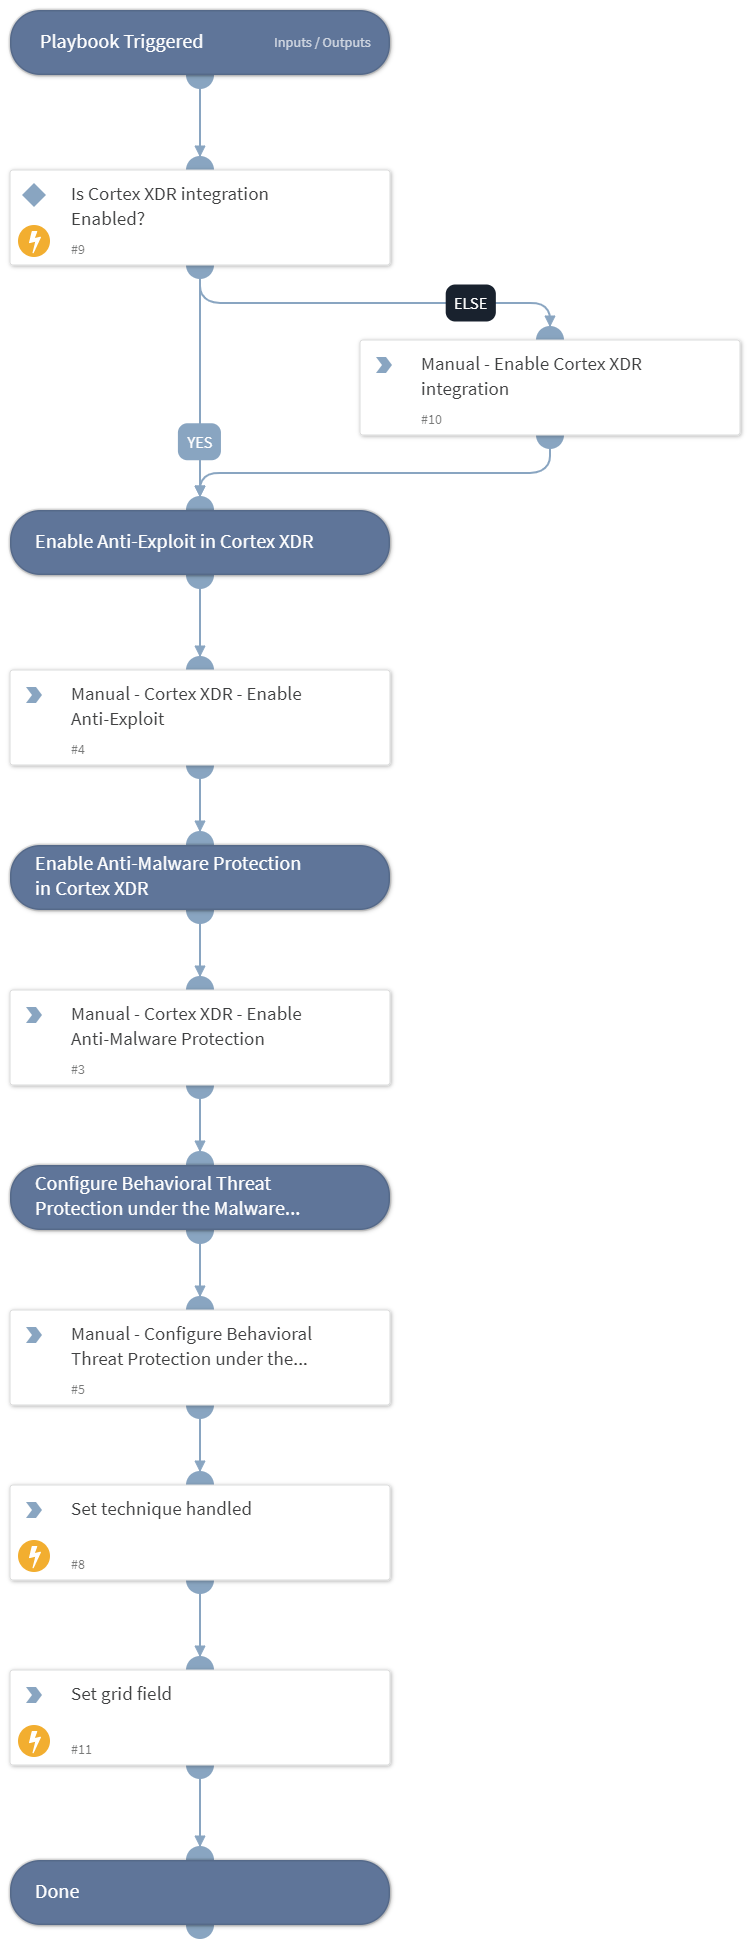 Playbook Triggered
Inputs / Outputs
Is Cortex XDR integration
Enabled?
#9
ELSE
Manual - Enable Cortex XDR
integration
#10
YES
Enable Anti-Exploit in Cortex XDR
Manual - Cortex XDR - Enable
Anti-Exploit
#4
Enable Anti-Malware Protection
in Cortex XDR
Manual - Cortex XDR - Enable
Anti-Malware Protection
#3
Configure Behavioral Threat
Protection under the Malware...
Manual - Configure Behavioral
Threat Protection under the...
#5
Set technique handled
#8
Set grid field
#11
Done